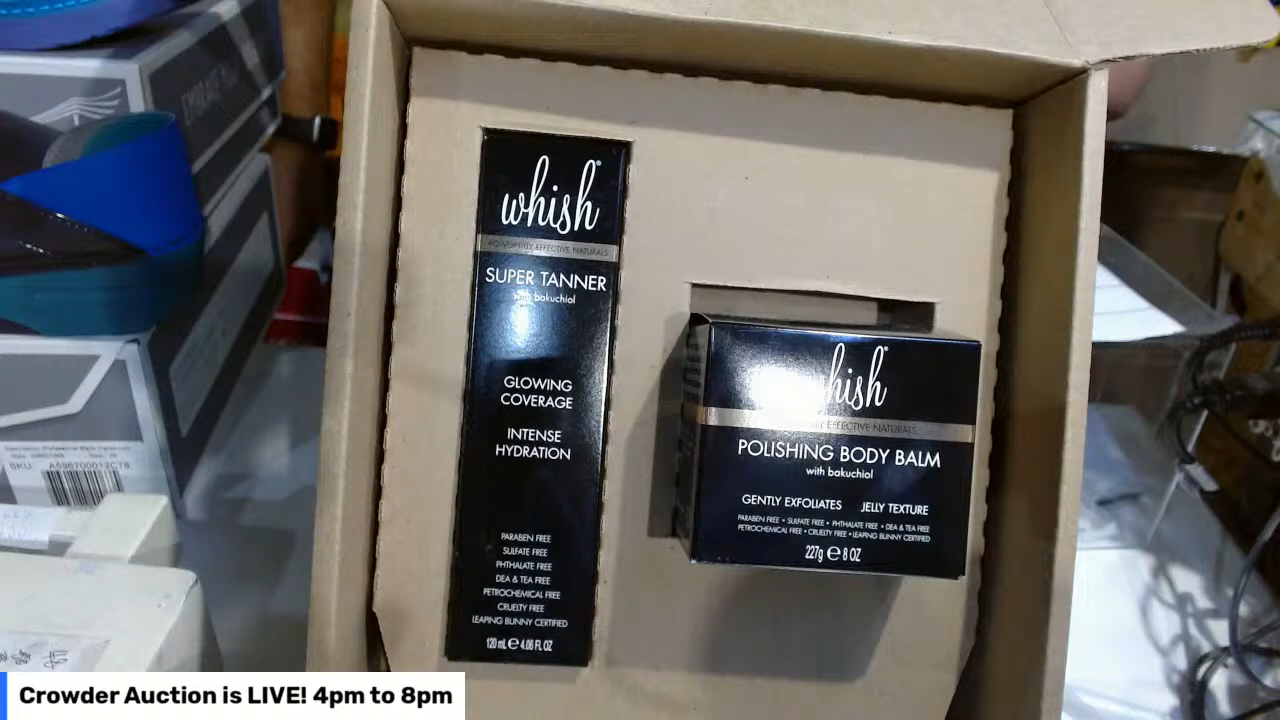 whish®
POWERFULLY EFFECTIVE NATURALS
SUPER TANNER
with bakuchiol
GLOWING
COVERAGE
INTENSE
HYDRATION
PARABEN FREE
SULFATE FREE
PHTHALATE FREE
DEA & TEA FREE
PETROCHEMICAL FREE
CRUELTY FREE
LEAPING BUNNY CERTIFIED
120 mL ℮ 4.06 FL OZ
whish®
EFFECTIVE NATURALS
POLISHING BODY BALM
with bakuchiol
GENTLY EXFOLIATES JELLY TEXTURE
PARABEN FREE • SULFATE FREE • PHTHALATE FREE • DEA & TEA FREE
PETROCHEMICAL FREE • CRUELTY FREE • LEAPING BUNNY CERTIFIED
227g ℮ 8 OZ
SKU
Crowder Auction is LIVE! 4pm to 8pm